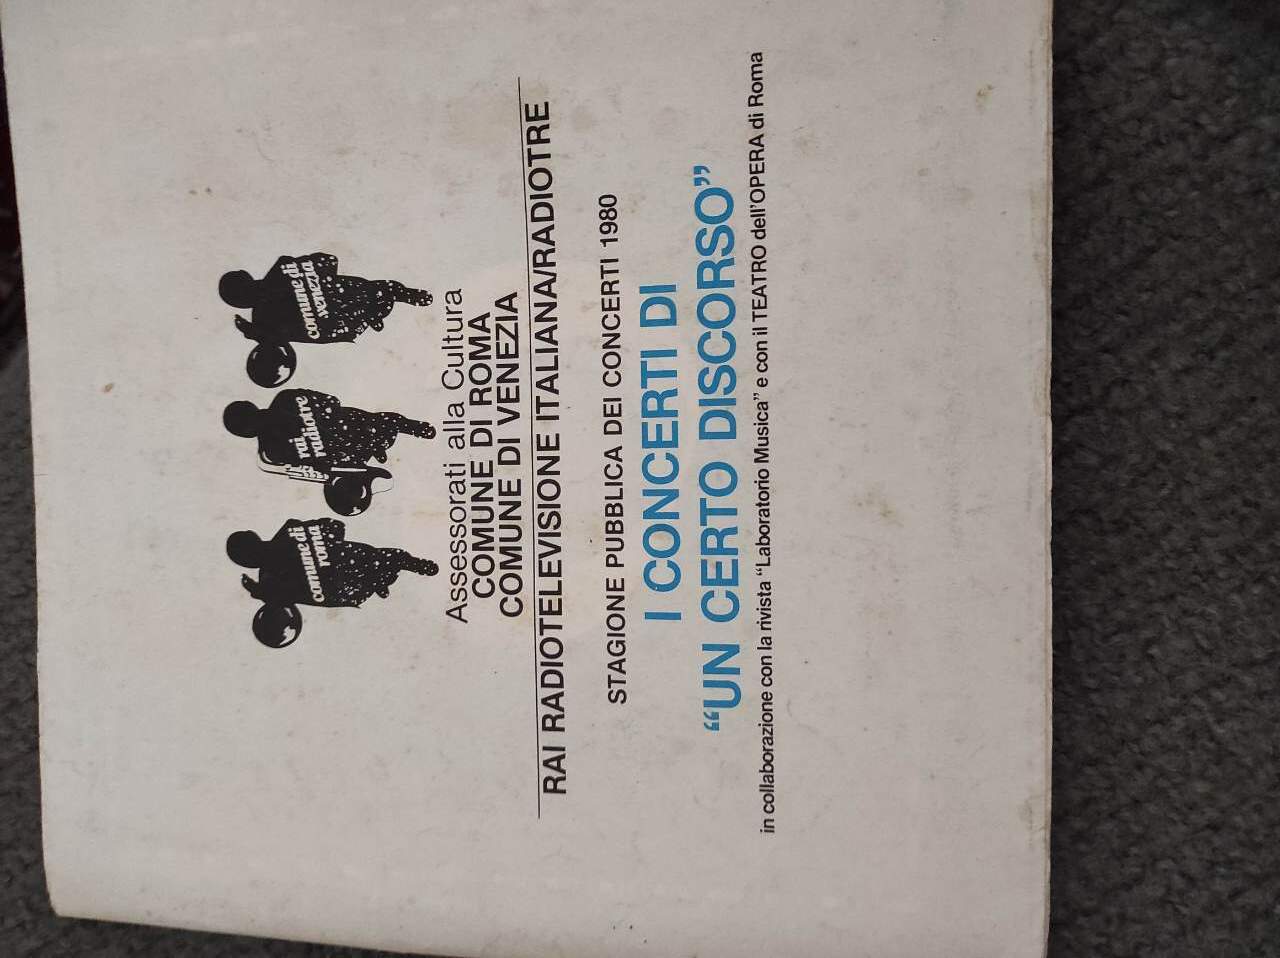 comune di
roma
rai
radiotre
comune di
venezia
Assessorati alla Cultura
COMUNE DI ROMA
COMUNE DI VENEZIA
RAI RADIOTELEVISIONE ITALIANA/RADIOTRE
STAGIONE PUBBLICA DEI CONCERTI 1980
I CONCERTI DI
“UN CERTO DISCORSO”
in collaborazione con la rivista “Laboratorio Musica” e con il TEATRO dell'OPERA di Roma